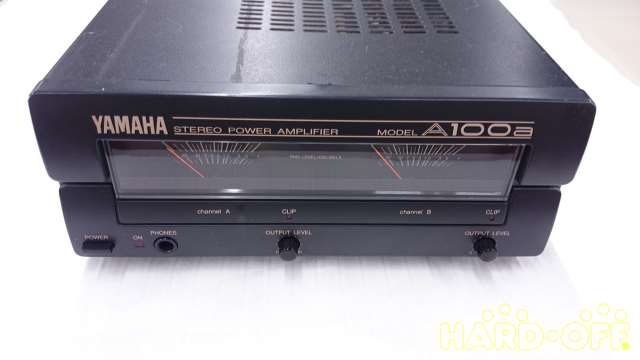 YAMAHA STEREO POWER AMPLIFIER MODEL A100a
channel A CLIP channel B CLIP
POWER ON PHONES OUTPUT LEVEL OUTPUT LEVEL
HARD-OFF